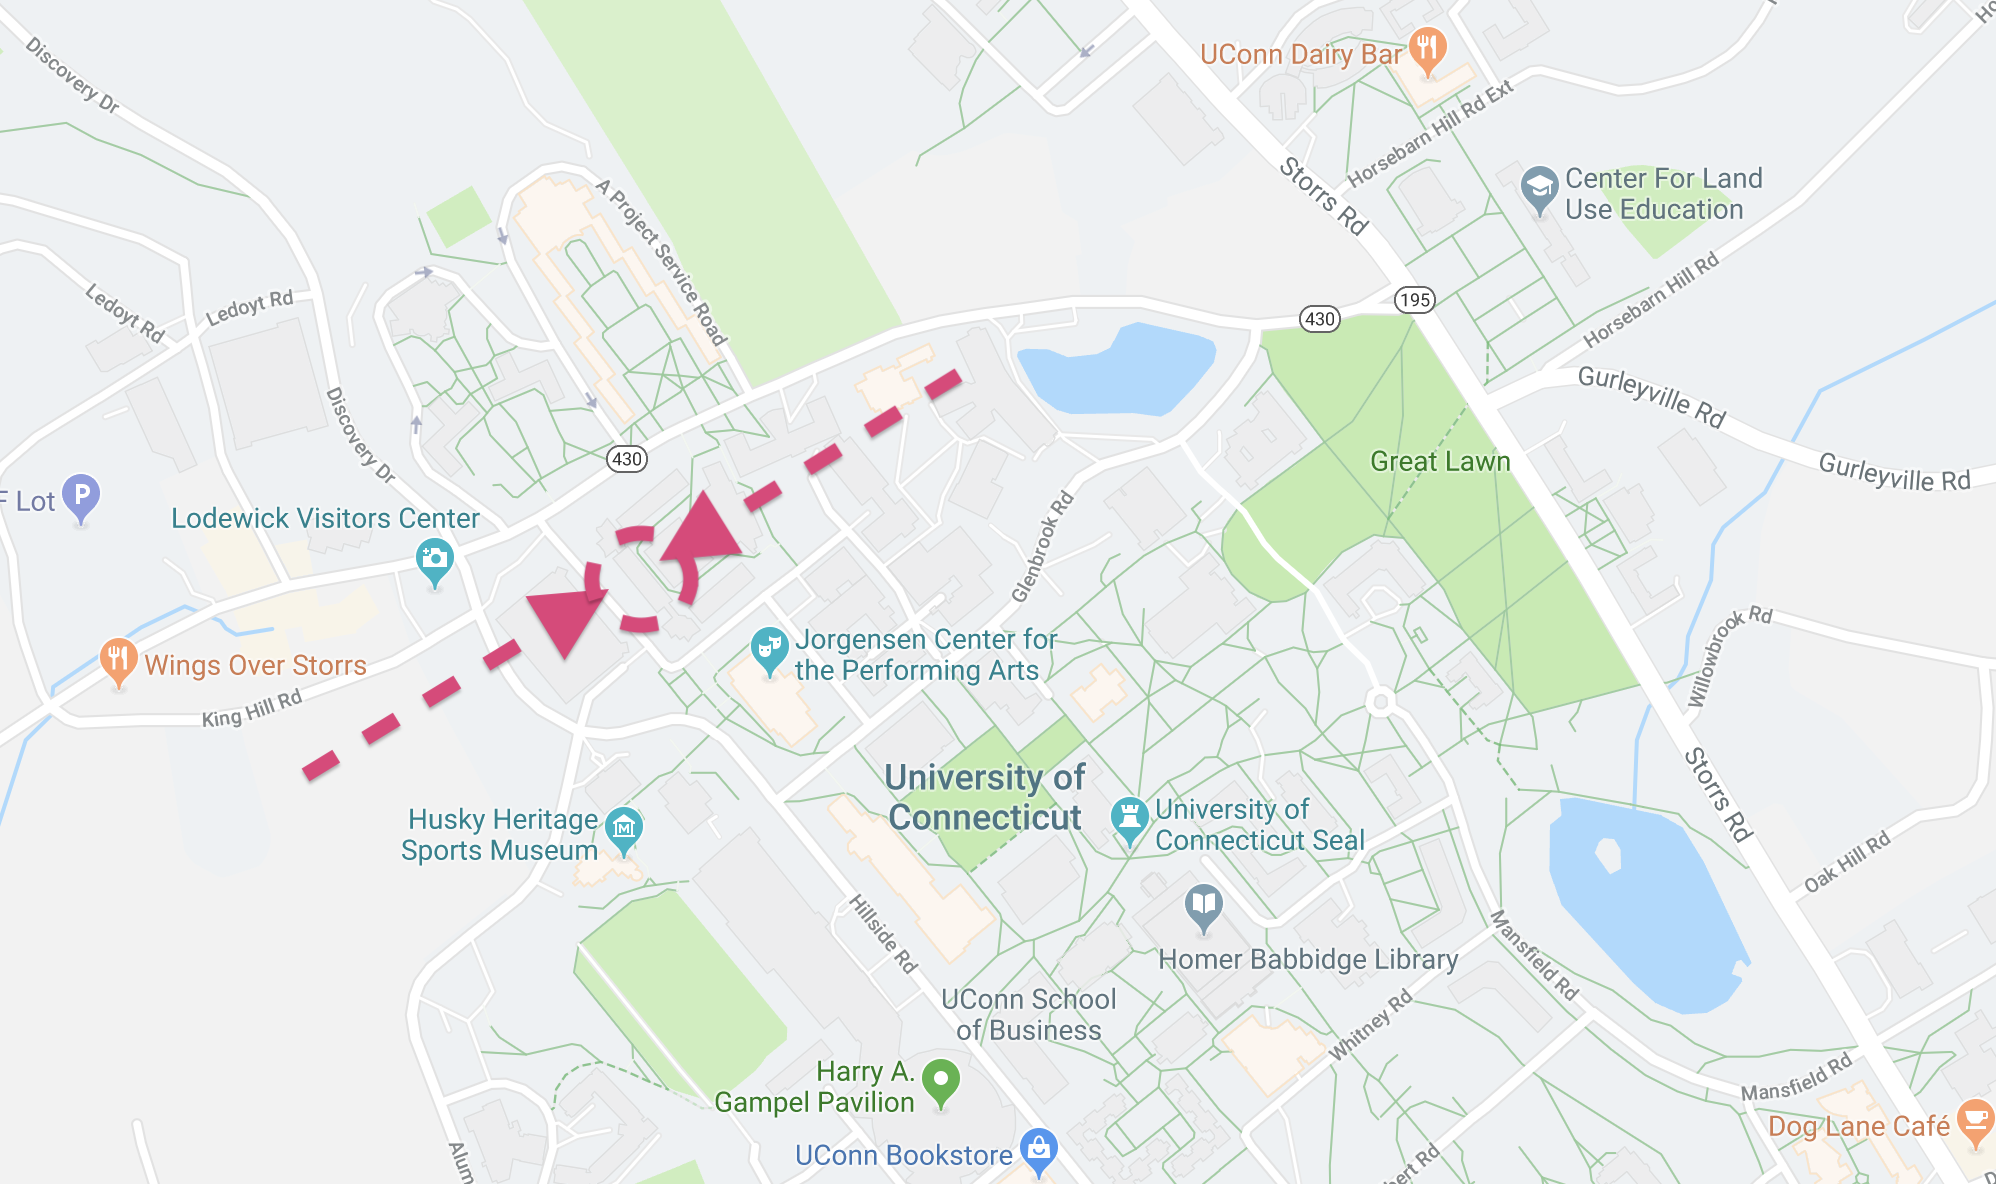 UConn Dairy Bar
Discovery Dr
Horsebarn Hill Rd Ext
Storrs Rd
Center For Land
Use Education
A Project Service Road
Horsebarn Hill Rd
Ledoyt Rd
Ledoyt Rd
195
430
Gurleyville Rd
Gurleyville Rd
Discovery Dr
430
Great Lawn
F Lot
P
Lodewick Visitors Center
Glenbrook Rd
Willowbrook Rd
Jorgensen Center for
the Performing Arts
Wings Over Storrs
King Hill Rd
University of
Connecticut
Storrs Rd
Husky Heritage
Sports Museum
M
University of
Connecticut Seal
Oak Hill Rd
Hillside Rd
Mansfield Rd
Homer Babbidge Library
UConn School
of Business
Whitney Rd
Harry A.
Gampel Pavilion
Mansfield Rd
Dog Lane Café
UConn Bookstore
Alum
bert Rd